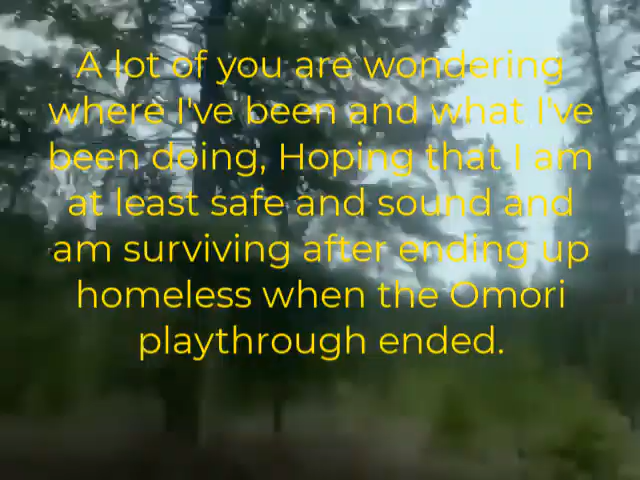 A lot of you are wondering
where I've been and what I've
been doing, Hoping that I am
at least safe and sound and
am surviving after ending up
homeless when the Omori
playthrough ended.